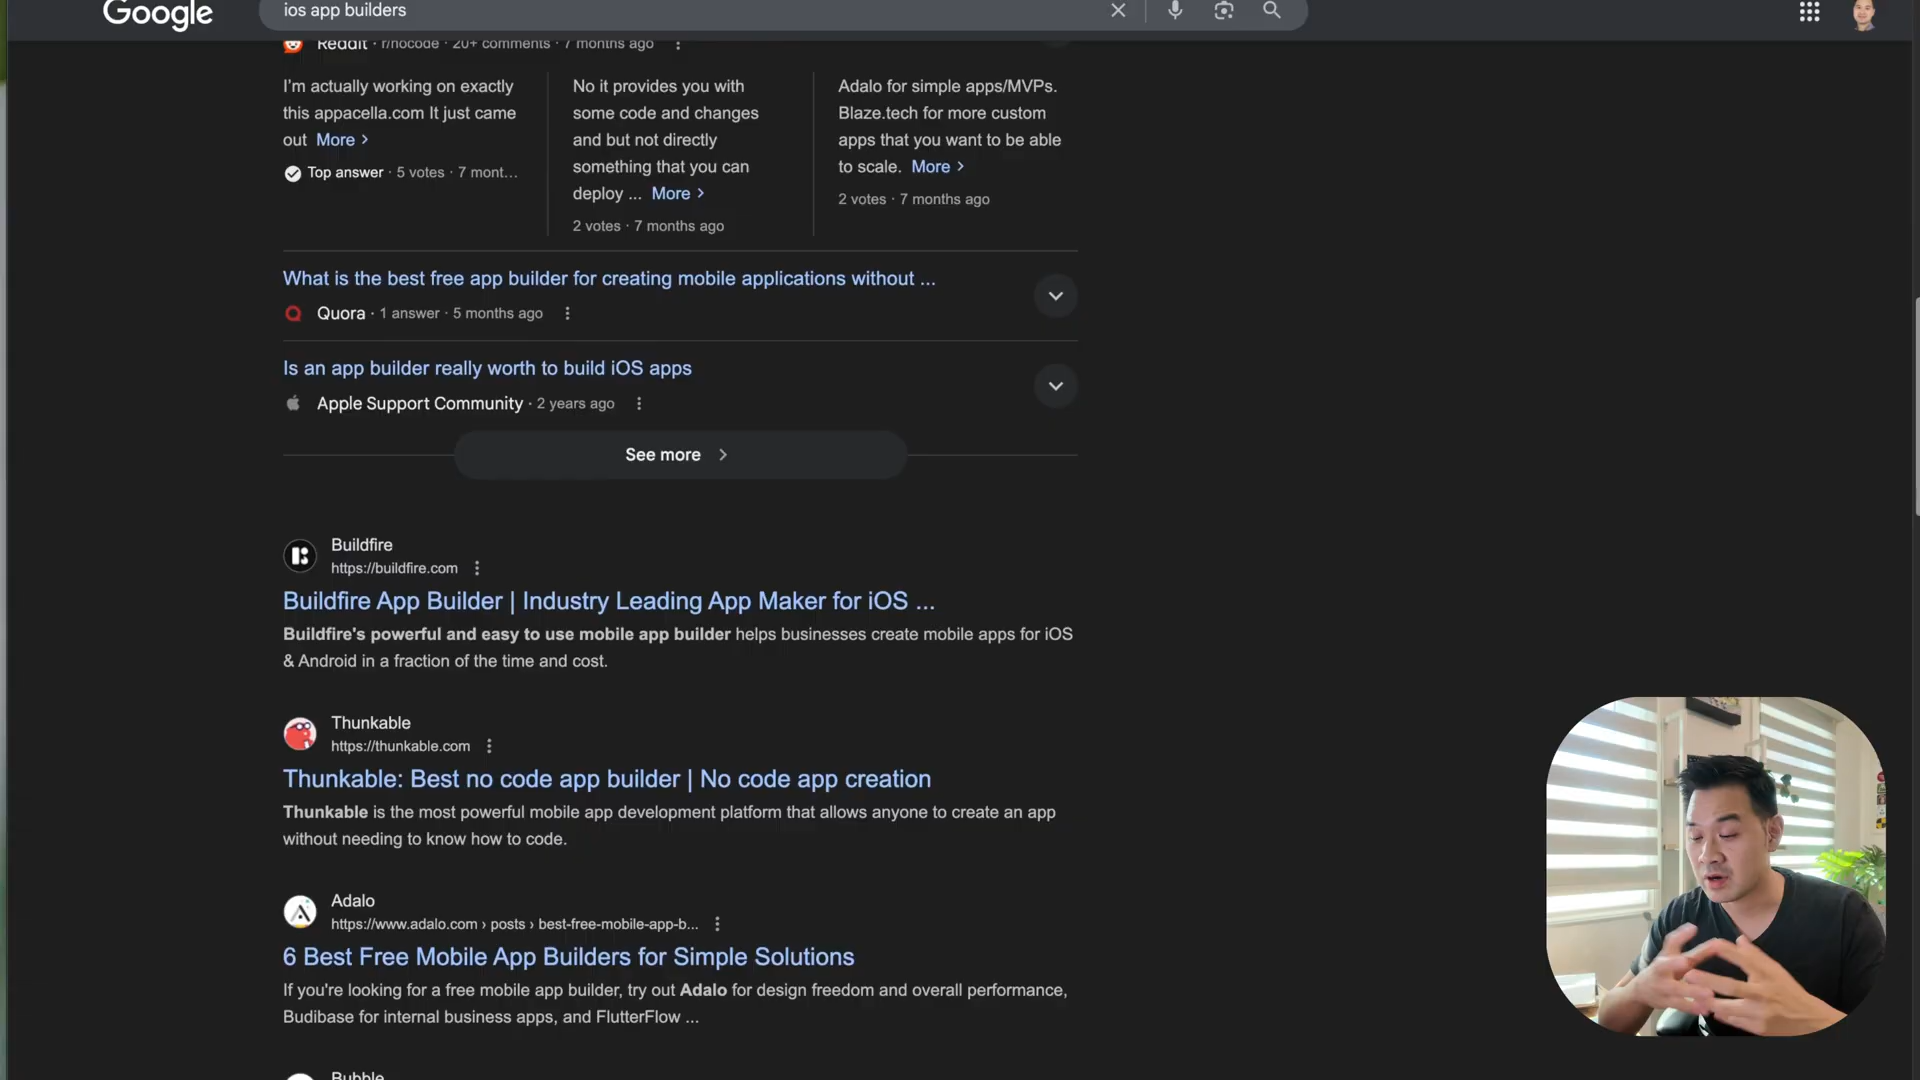 Google
ios app builders
Reddit · r/nocode · 20+ comments · 7 months ago
I'm actually working on exactly
this appacella.com It just came
out More >
Top answer · 5 votes · 7 mont...
No it provides you with
some code and changes
and but not directly
something that you can
deploy ... More >
2 votes · 7 months ago
Adalo for simple apps/MVPs.
Blaze.tech for more custom
apps that you want to be able
to scale. More >
2 votes · 7 months ago
What is the best free app builder for creating mobile applications without ...
Quora · 1 answer · 5 months ago
Is an app builder really worth to build iOS apps
Apple Support Community · 2 years ago
See more >
Buildfire
https://buildfire.com
Buildfire App Builder | Industry Leading App Maker for iOS ...
Buildfire's powerful and easy to use mobile app builder helps businesses create mobile apps for iOS
& Android in a fraction of the time and cost.
Thunkable
https://thunkable.com
Thunkable: Best no code app builder | No code app creation
Thunkable is the most powerful mobile app development platform that allows anyone to create an app
without needing to know how to code.
Adalo
https://www.adalo.com › posts › best-free-mobile-app-b...
6 Best Free Mobile App Builders for Simple Solutions
If you're looking for a free mobile app builder, try out Adalo for design freedom and overall performance,
Budibase for internal business apps, and FlutterFlow ...
Bubble